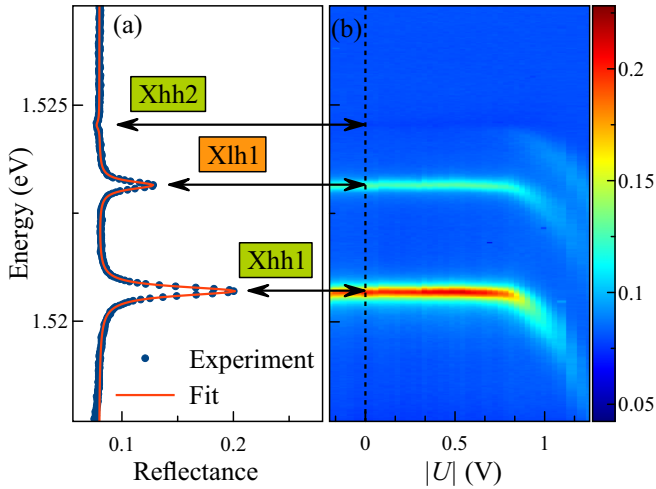 (a)
(b)
Xhh2
Xlh1
Xhh1
1.525
1.52
Energy (eV)
Experiment
Fit
0.1
0.2
Reflectance
0
0.5
1
|U| (V)
0.2
0.15
0.1
0.05